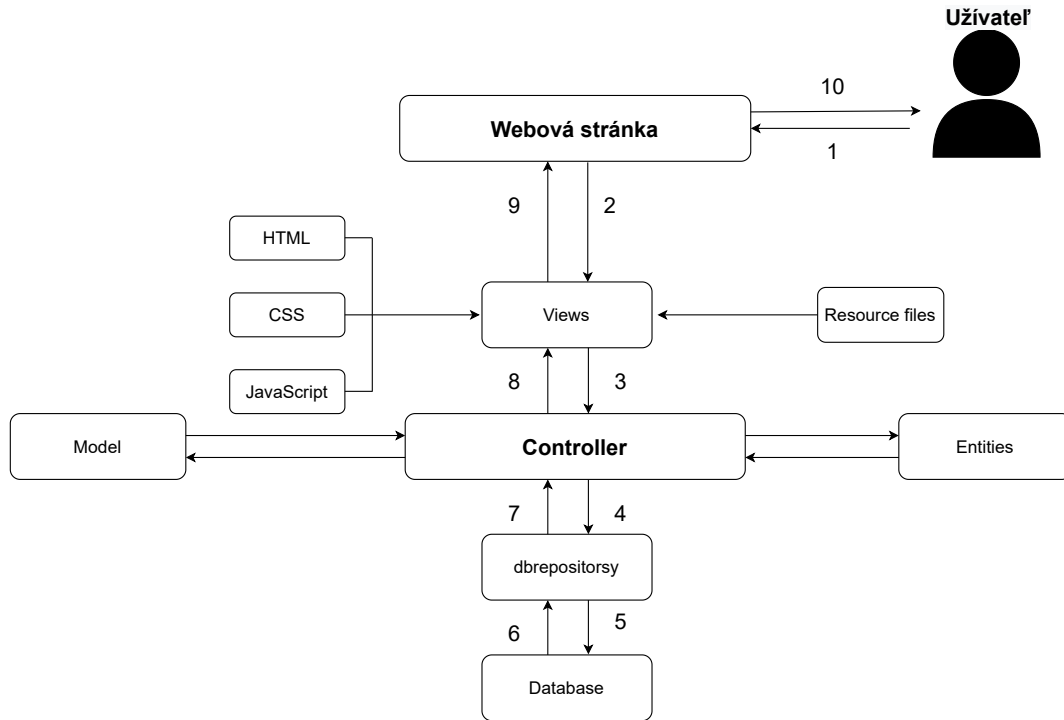 Užívateľ
10
Webová stránka
1
9
2
HTML
CSS
Views
Resource files
JavaScript
8
3
Model
Controller
Entities
7
4
dbrepositorsy
6
5
Database